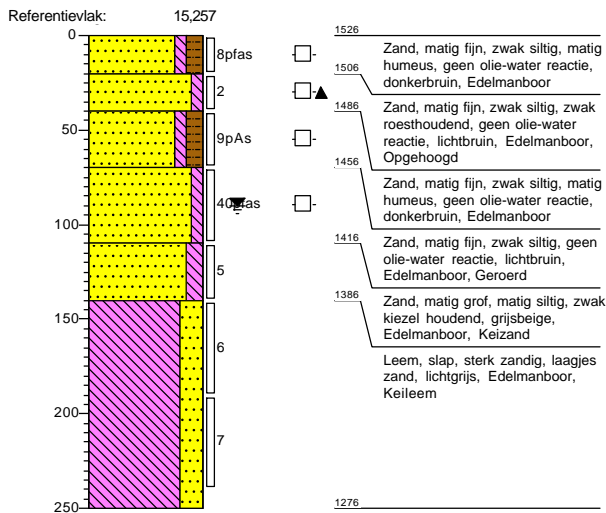 Referentievlak: 15,257
0
50
100
150
200
250
8pfas
2
9pAs
5
6
7
1526
Zand, matig fijn, zwak siltig, matig
humeus, geen olie-water reactie,
donkerbruin, Edelmanboor
1506
Zand, matig fijn, zwak siltig, zwak
roesthoudend, geen olie-water
reactie, lichtbruin, Edelmanboor,
Opgehoogd
1486
Zand, matig fijn, zwak siltig, matig
humeus, geen olie-water reactie,
donkerbruin, Edelmanboor
1456
Zand, matig fijn, zwak siltig, geen
olie-water reactie, lichtbruin,
Edelmanboor, Geroerd
1416
Zand, matig grof, matig siltig, zwak
kiezel houdend, grijsbeige,
Edelmanboor, Keizand
1386
Leem, slap, sterk zandig, laagjes
zand, lichtgrijs, Edelmanboor,
Keileem
1276